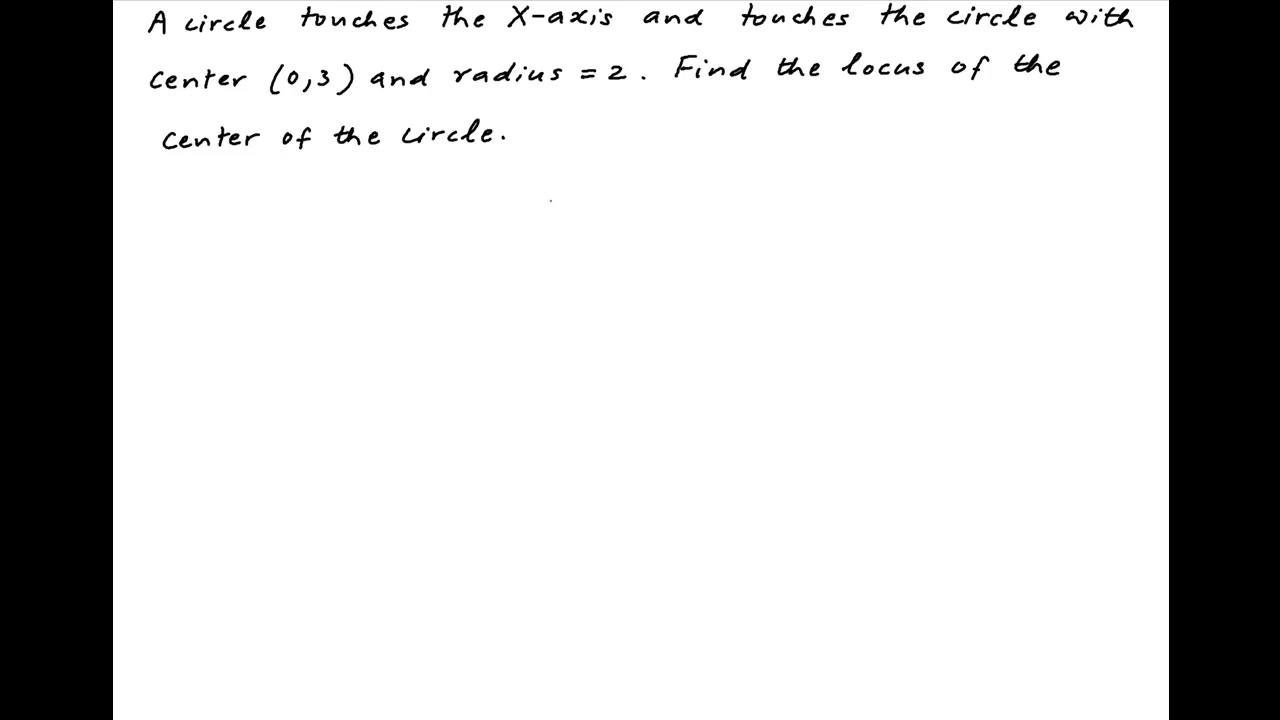 A circle touches the X-axis and touches the circle with
center (0,3) and radius = 2. Find the locus of the
center of the circle.